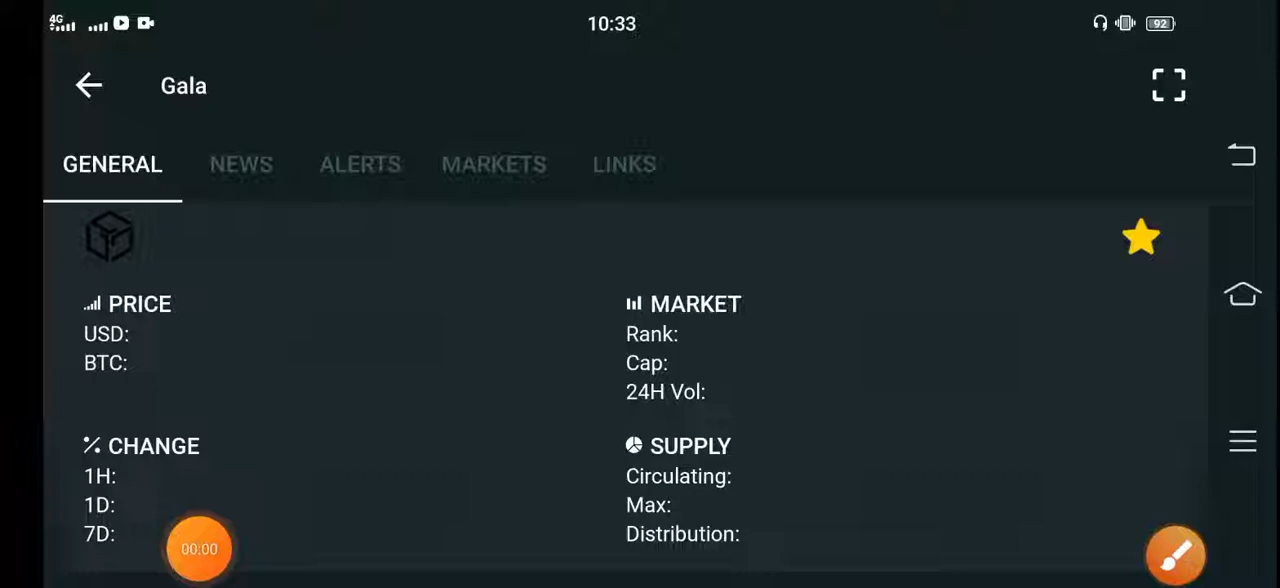 4G 10:33 92
Gala
GENERAL NEWS ALERTS MARKETS LINKS
PRICE
USD:
BTC:
MARKET
Rank:
Cap:
24H Vol:
CHANGE
1H:
1D:
7D:
SUPPLY
Circulating:
Max:
Distribution:
00:00